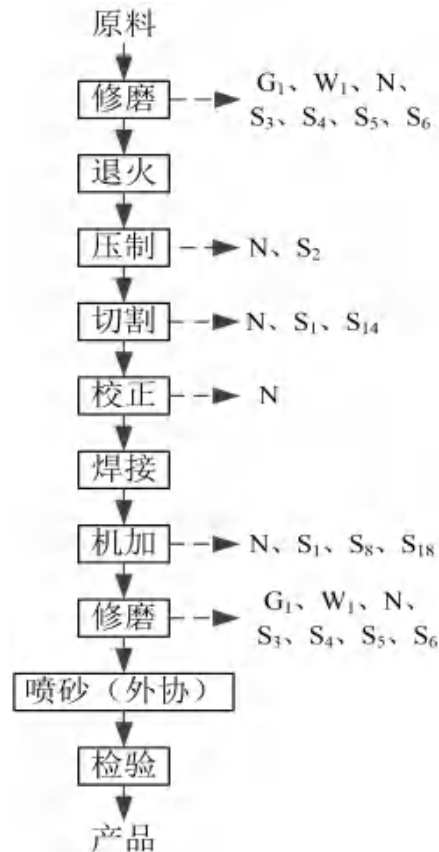 原料
修磨
G₁、W₁、N、
S₃、S₄、S₅、S₆
退火
压制
N、S₂
切割
N、S₁、S₁₄
校正
N
焊接
机加
N、S₁、S₈、S₁₈
修磨
G₁、W₁、N、
S₃、S₄、S₅、S₆
喷砂（外协）
检验
产品